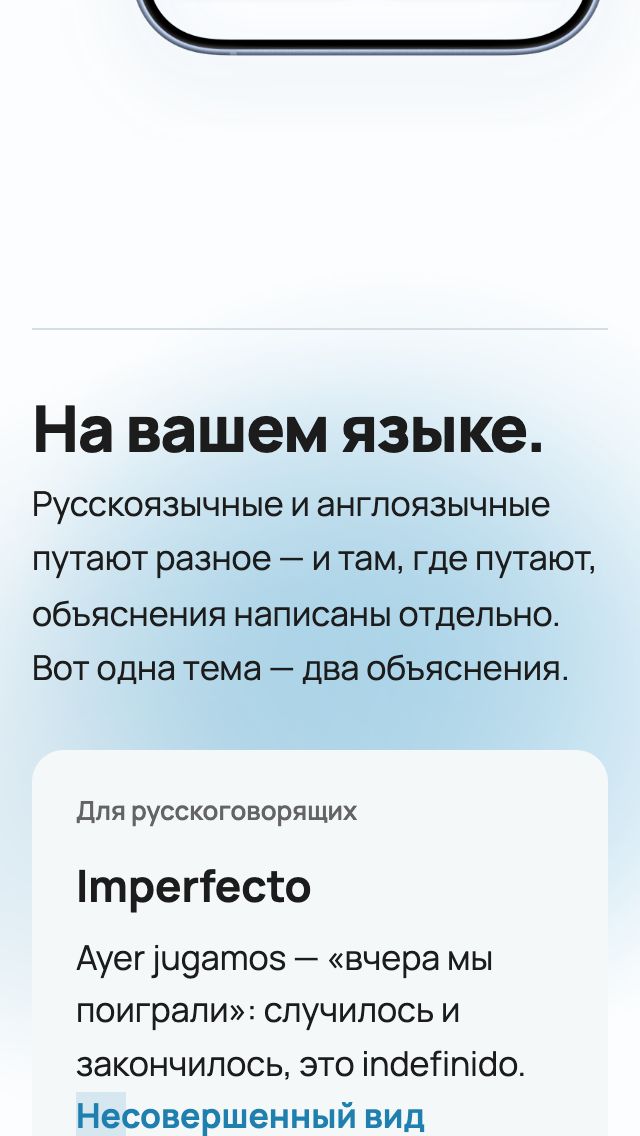 На вашем языке.
Русскоязычные и англоязычные
путают разное — и там, где путают,
объяснения написаны отдельно.
Вот одна тема — два объяснения.
Для русскоговорящих
Imperfecto
Ayer jugamos — «вчера мы
поиграли»: случилось и
закончилось, это indefinido.
Несовершенный вид